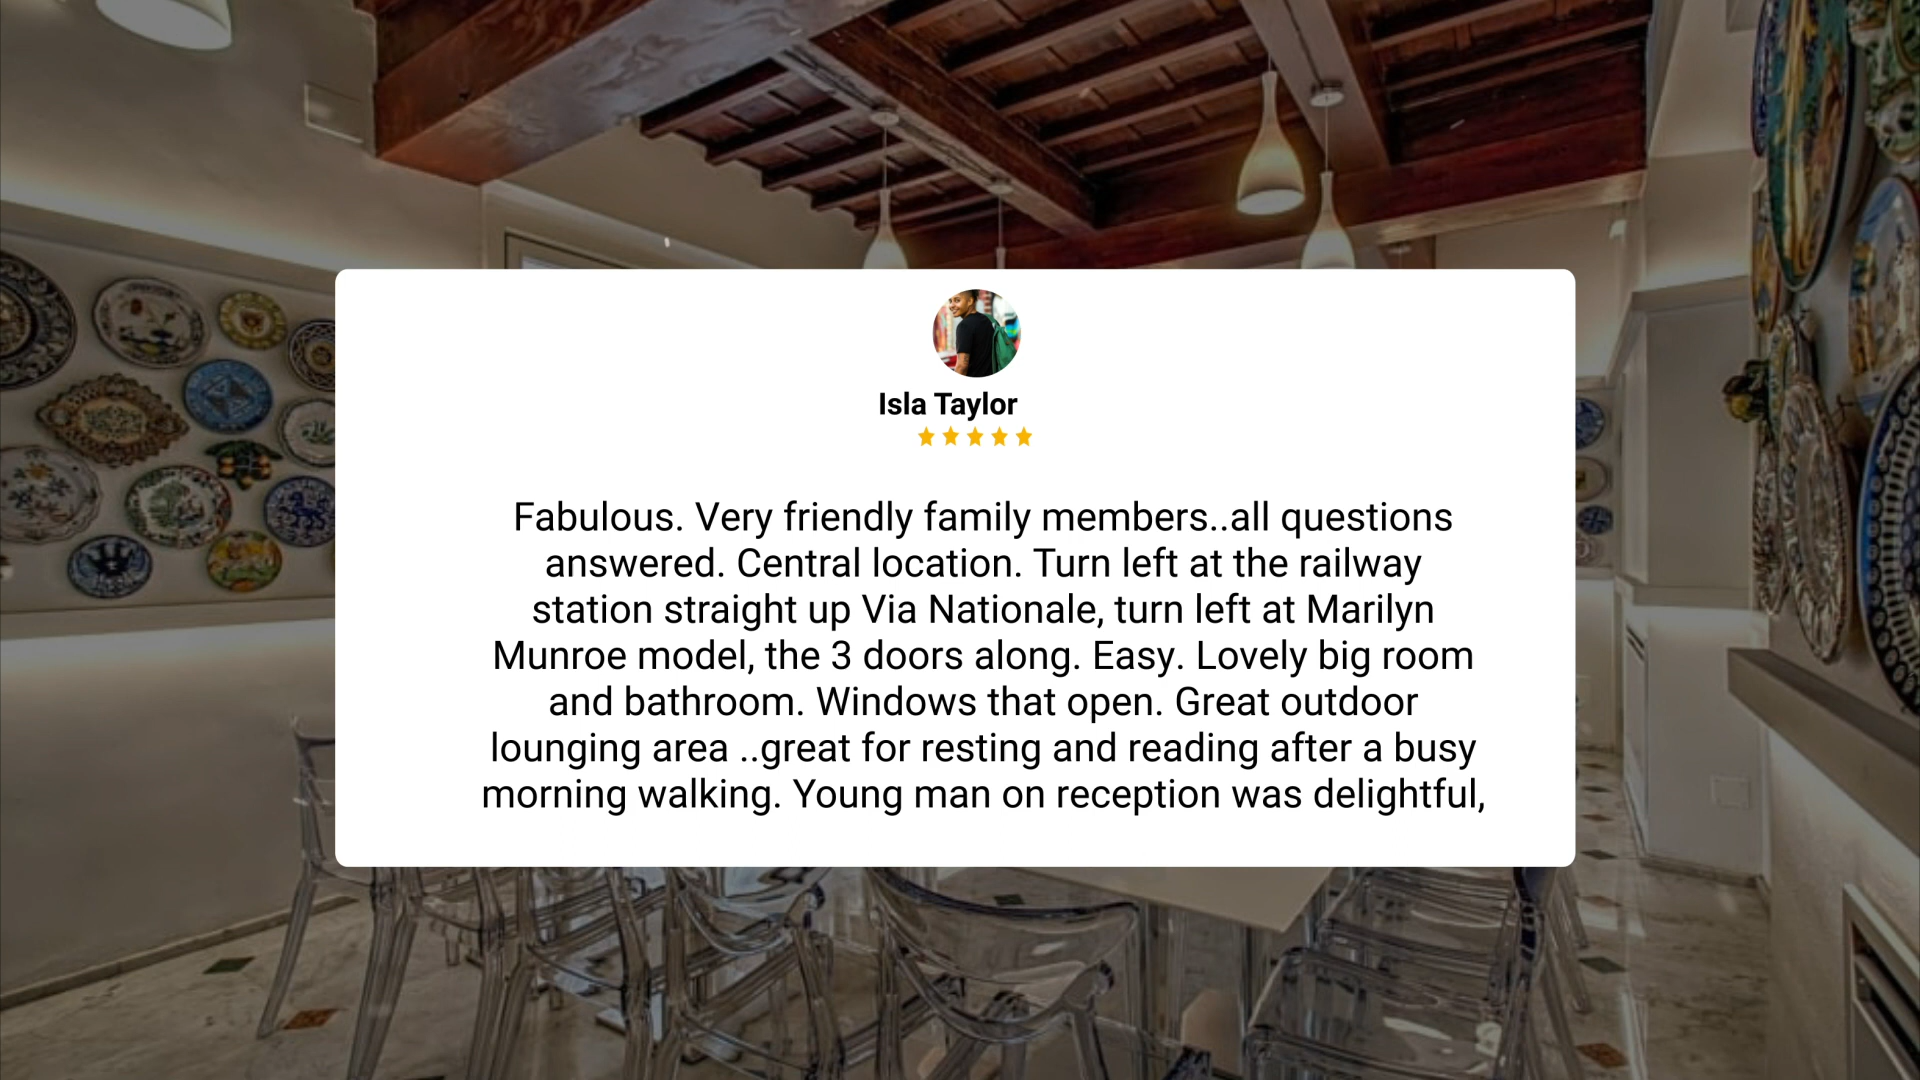 Isla Taylor
Fabulous. Very friendly family members..all questions
answered. Central location. Turn left at the railway
station straight up Via Nationale, turn left at Marilyn
Munroe model, the 3 doors along. Easy. Lovely big room
and bathroom. Windows that open. Great outdoor
lounging area ..great for resting and reading after a busy
morning walking. Young man on reception was delightful,